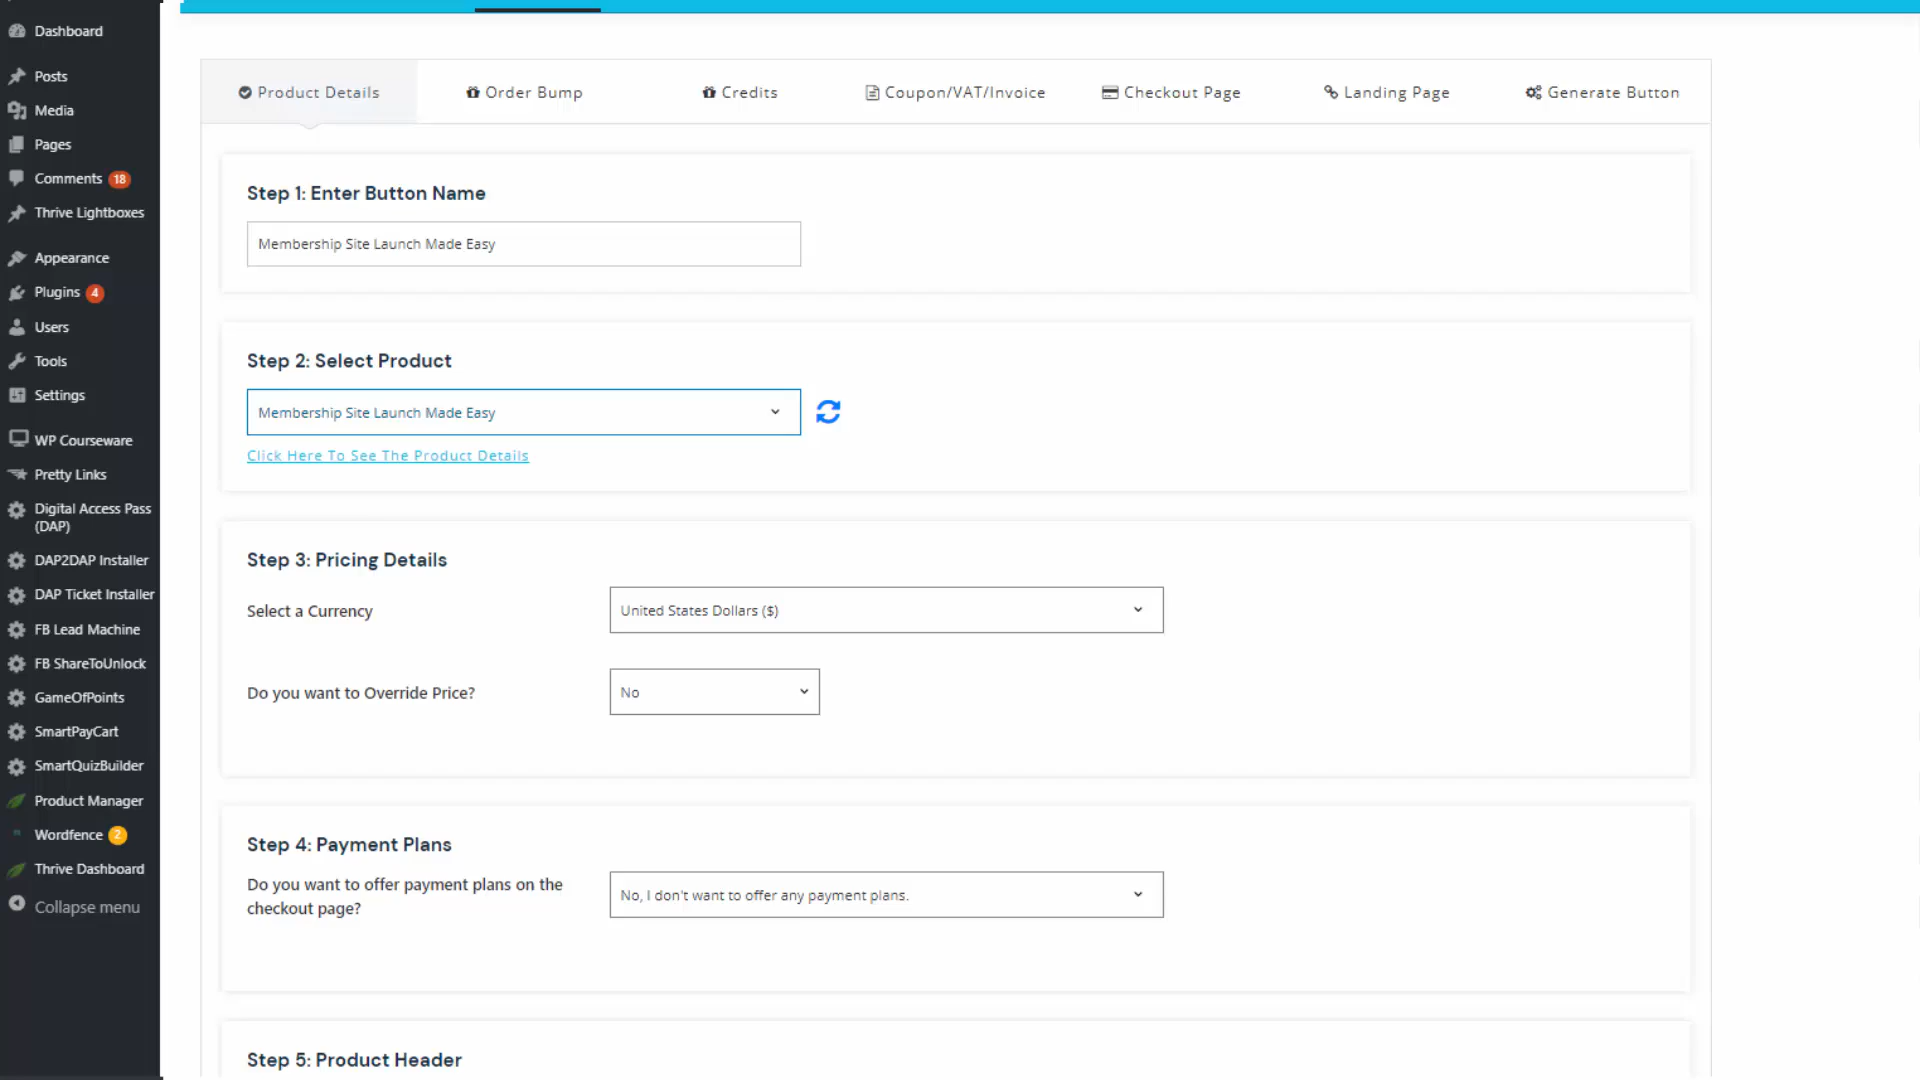 Dashboard
Posts
Media
Pages
Comments 18
Thrive Lightboxes
Appearance
Plugins 4
Users
Tools
Settings
WP Courseware
Pretty Links
Digital Access Pass
(DAP)
DAP2DAP Installer
DAP Ticket Installer
FB Lead Machine
FB ShareToUnlock
GameOfPoints
SmartPayCart
SmartQuizBuilder
Product Manager
Wordfence 2
Thrive Dashboard
Collapse menu
Product Details Order Bump Credits Coupon/VAT/Invoice Checkout Page Landing Page Generate Button
Step 1: Enter Button Name
Membership Site Launch Made Easy
Step 2: Select Product
Membership Site Launch Made Easy
Click Here To See The Product Details
Step 3: Pricing Details
Select a Currency United States Dollars ($)
Do you want to Override Price? No
Step 4: Payment Plans
Do you want to offer payment plans on the
checkout page?
No, I don't want to offer any payment plans.
Step 5: Product Header